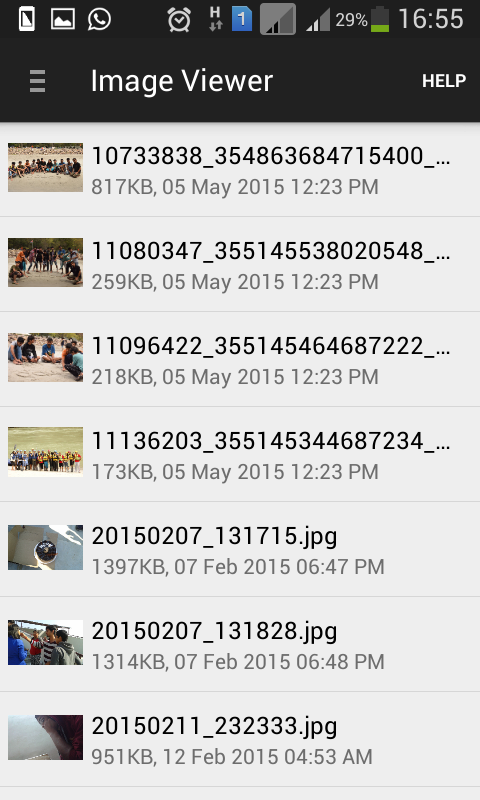 H 1 29% 16:55
Image Viewer HELP
10733838_354863684715400_...
817KB, 05 May 2015 12:23 PM
11080347_355145538020548_...
259KB, 05 May 2015 12:23 PM
11096422_355145464687222_...
218KB, 05 May 2015 12:23 PM
11136203_355145344687234_...
173KB, 05 May 2015 12:23 PM
20150207_131715.jpg
1397KB, 07 Feb 2015 06:47 PM
20150207_131828.jpg
1314KB, 07 Feb 2015 06:48 PM
20150211_232333.jpg
951KB, 12 Feb 2015 04:53 AM